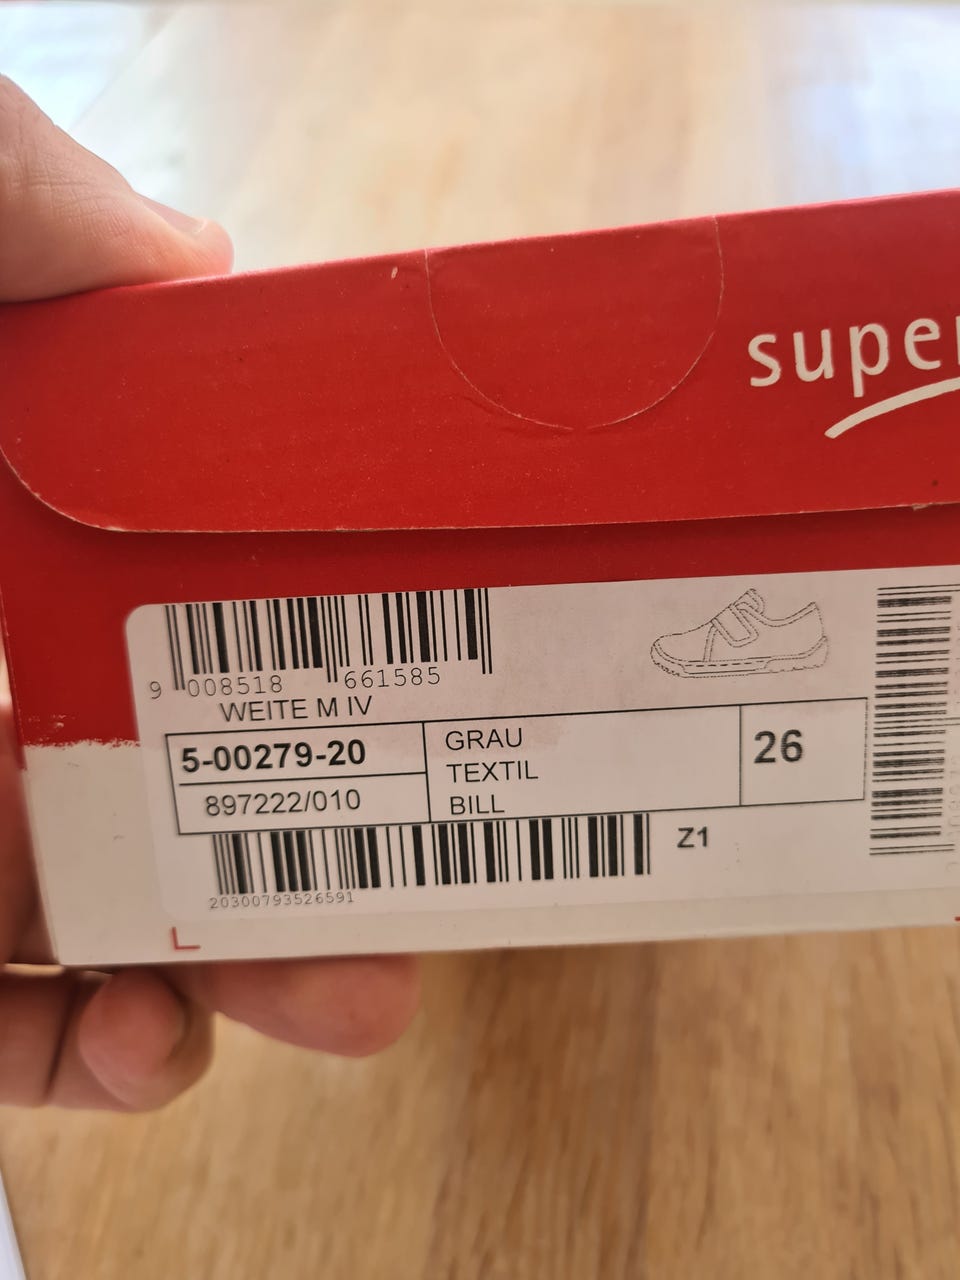 super
9 008518 661585
WEITE M IV
5-00279-20
897222/010
GRAU
TEXTIL
BILL
26
Z1
20300793526591